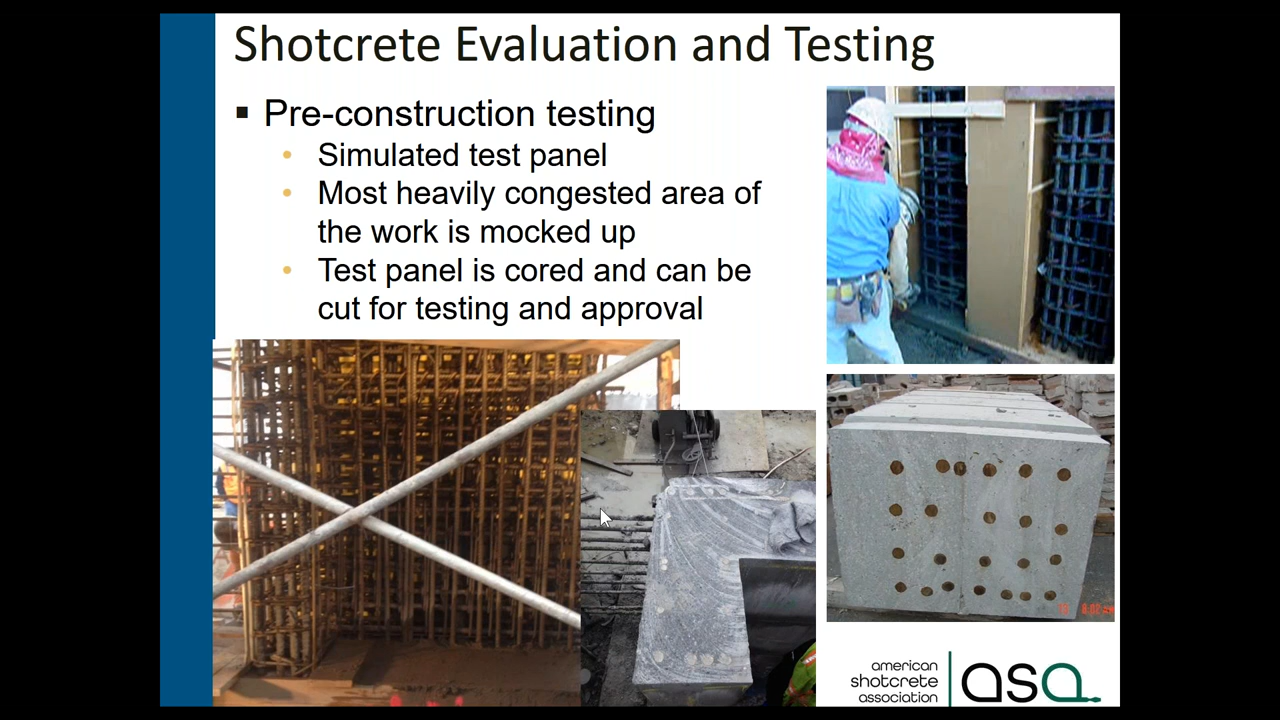 Shotcrete Evaluation and Testing
Pre-construction testing
Simulated test panel
Most heavily congested area of
the work is mocked up
Test panel is cored and can be
cut for testing and approval
american
shotcrete
association
asa